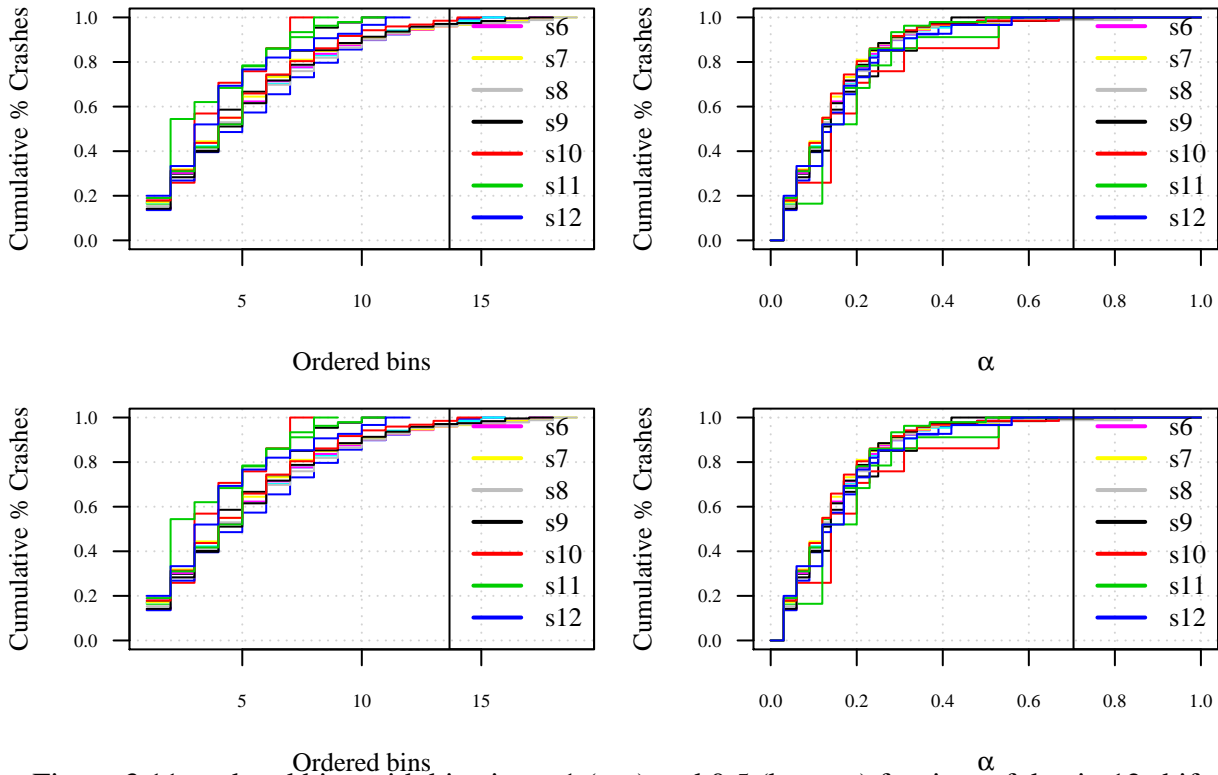 Cumulative % Crashes
1.0
0.8
0.6
0.4
0.2
0.0
5
10
15
Ordered bins
s6
s7
s8
s9
s10
s11
s12
Cumulative % Crashes
1.0
0.8
0.6
0.4
0.2
0.0
0.0
0.2
0.4
0.6
0.8
1.0
α
s6
s7
s8
s9
s10
s11
s12
Cumulative % Crashes
1.0
0.8
0.6
0.4
0.2
0.0
5
10
15
Ordered bins
s6
s7
s8
s9
s10
s11
s12
Cumulative % Crashes
1.0
0.8
0.6
0.4
0.2
0.0
0.0
0.2
0.4
0.6
0.8
1.0
α
s6
s7
s8
s9
s10
s11
s12